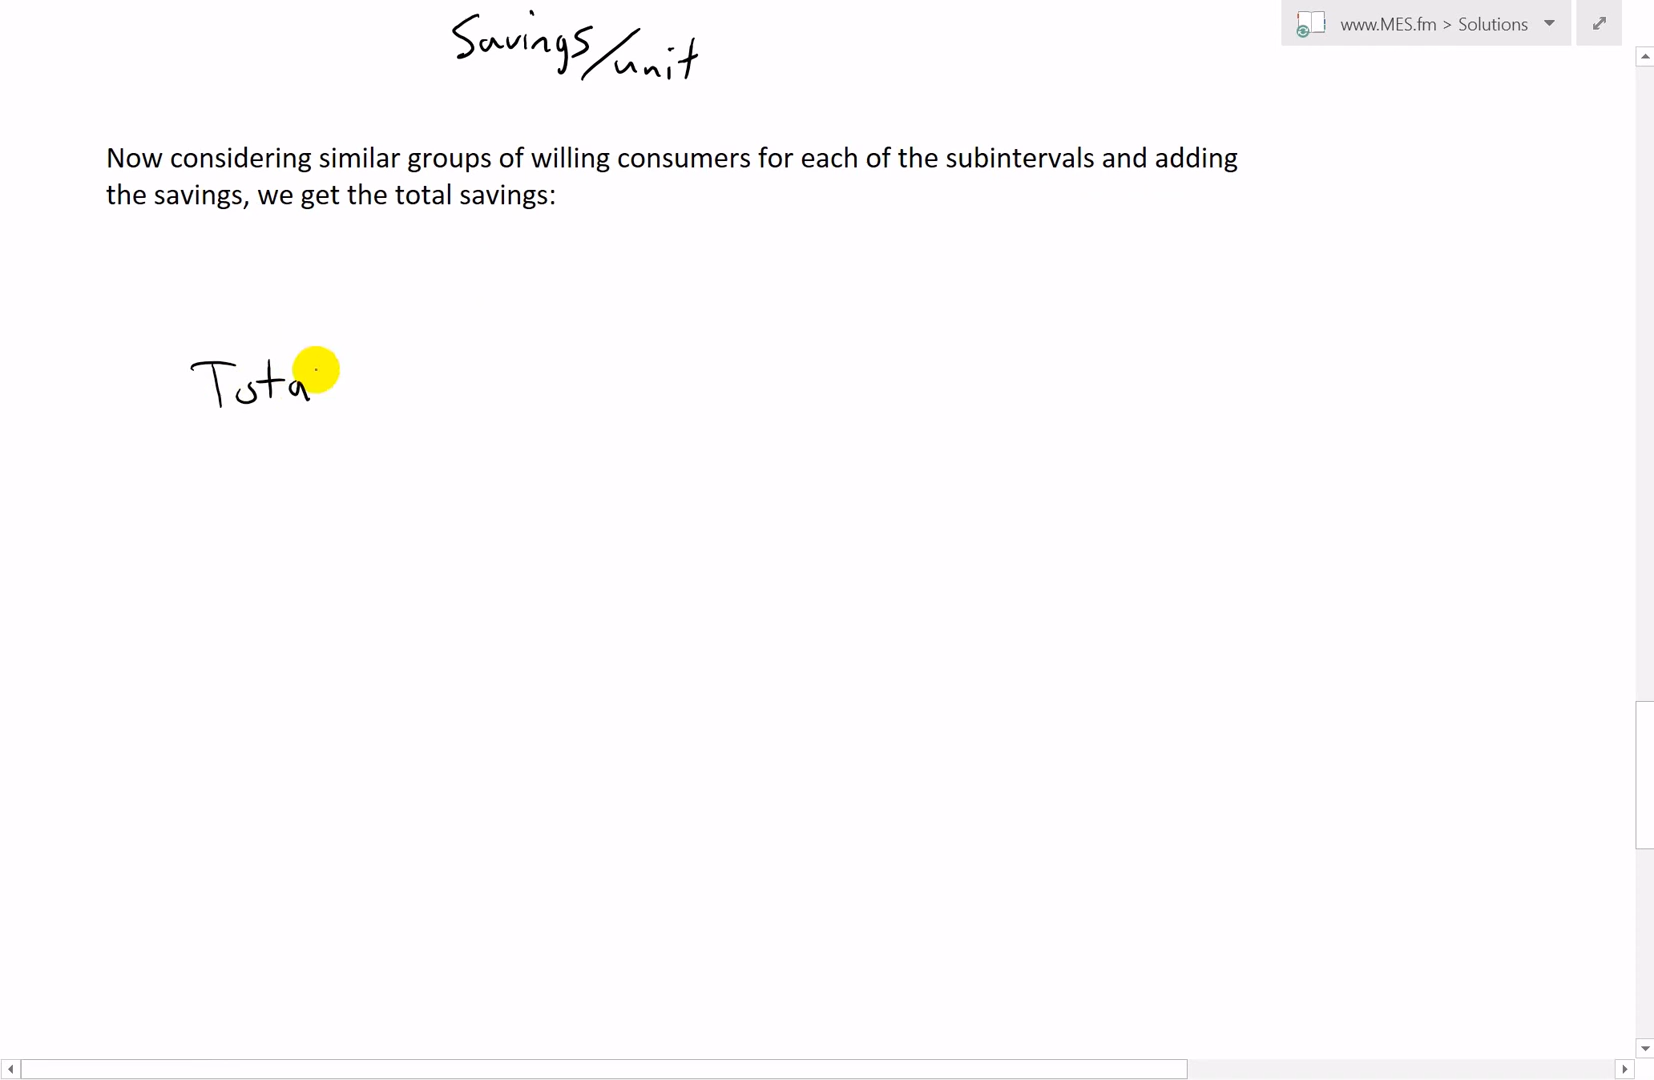 www.MES.fm > Solutions
Savings/unit
Now considering similar groups of willing consumers for each of the subintervals and adding
the savings, we get the total savings:
Tota